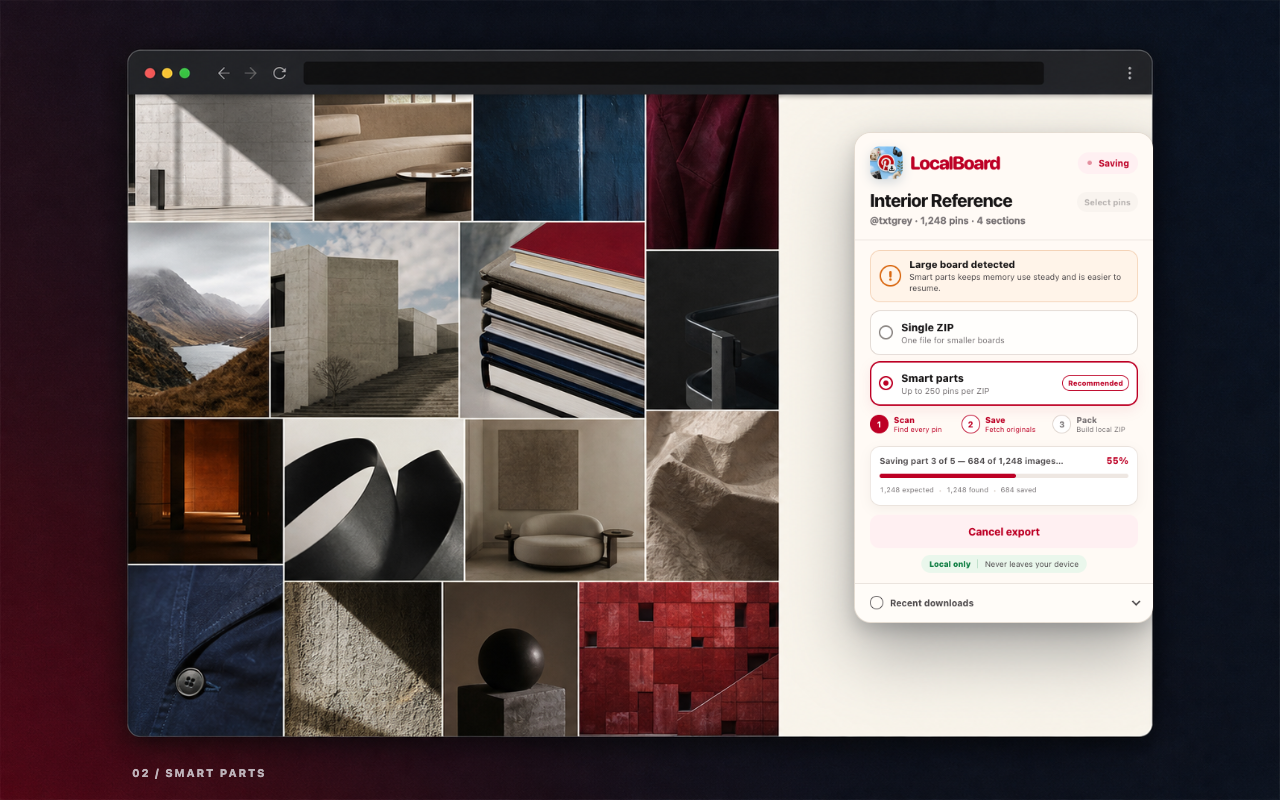 LocalBoard
Saving
Interior Reference
Select pins
@txtgrey · 1,248 pins · 4 sections
!
Large board detected
Smart parts keeps memory use steady and is easier to
resume.
Single ZIP
One file for smaller boards
Smart parts
Up to 250 pins per ZIP
Recommended
1
Scan
Find every pin
2
Save
Fetch originals
3
Pack
Build local ZIP
Saving part 3 of 5 — 684 of 1,248 images...
55%
1,248 expected · 1,248 found · 684 saved
Cancel export
Local only
Never leaves your device
Recent downloads
02 / SMART PARTS